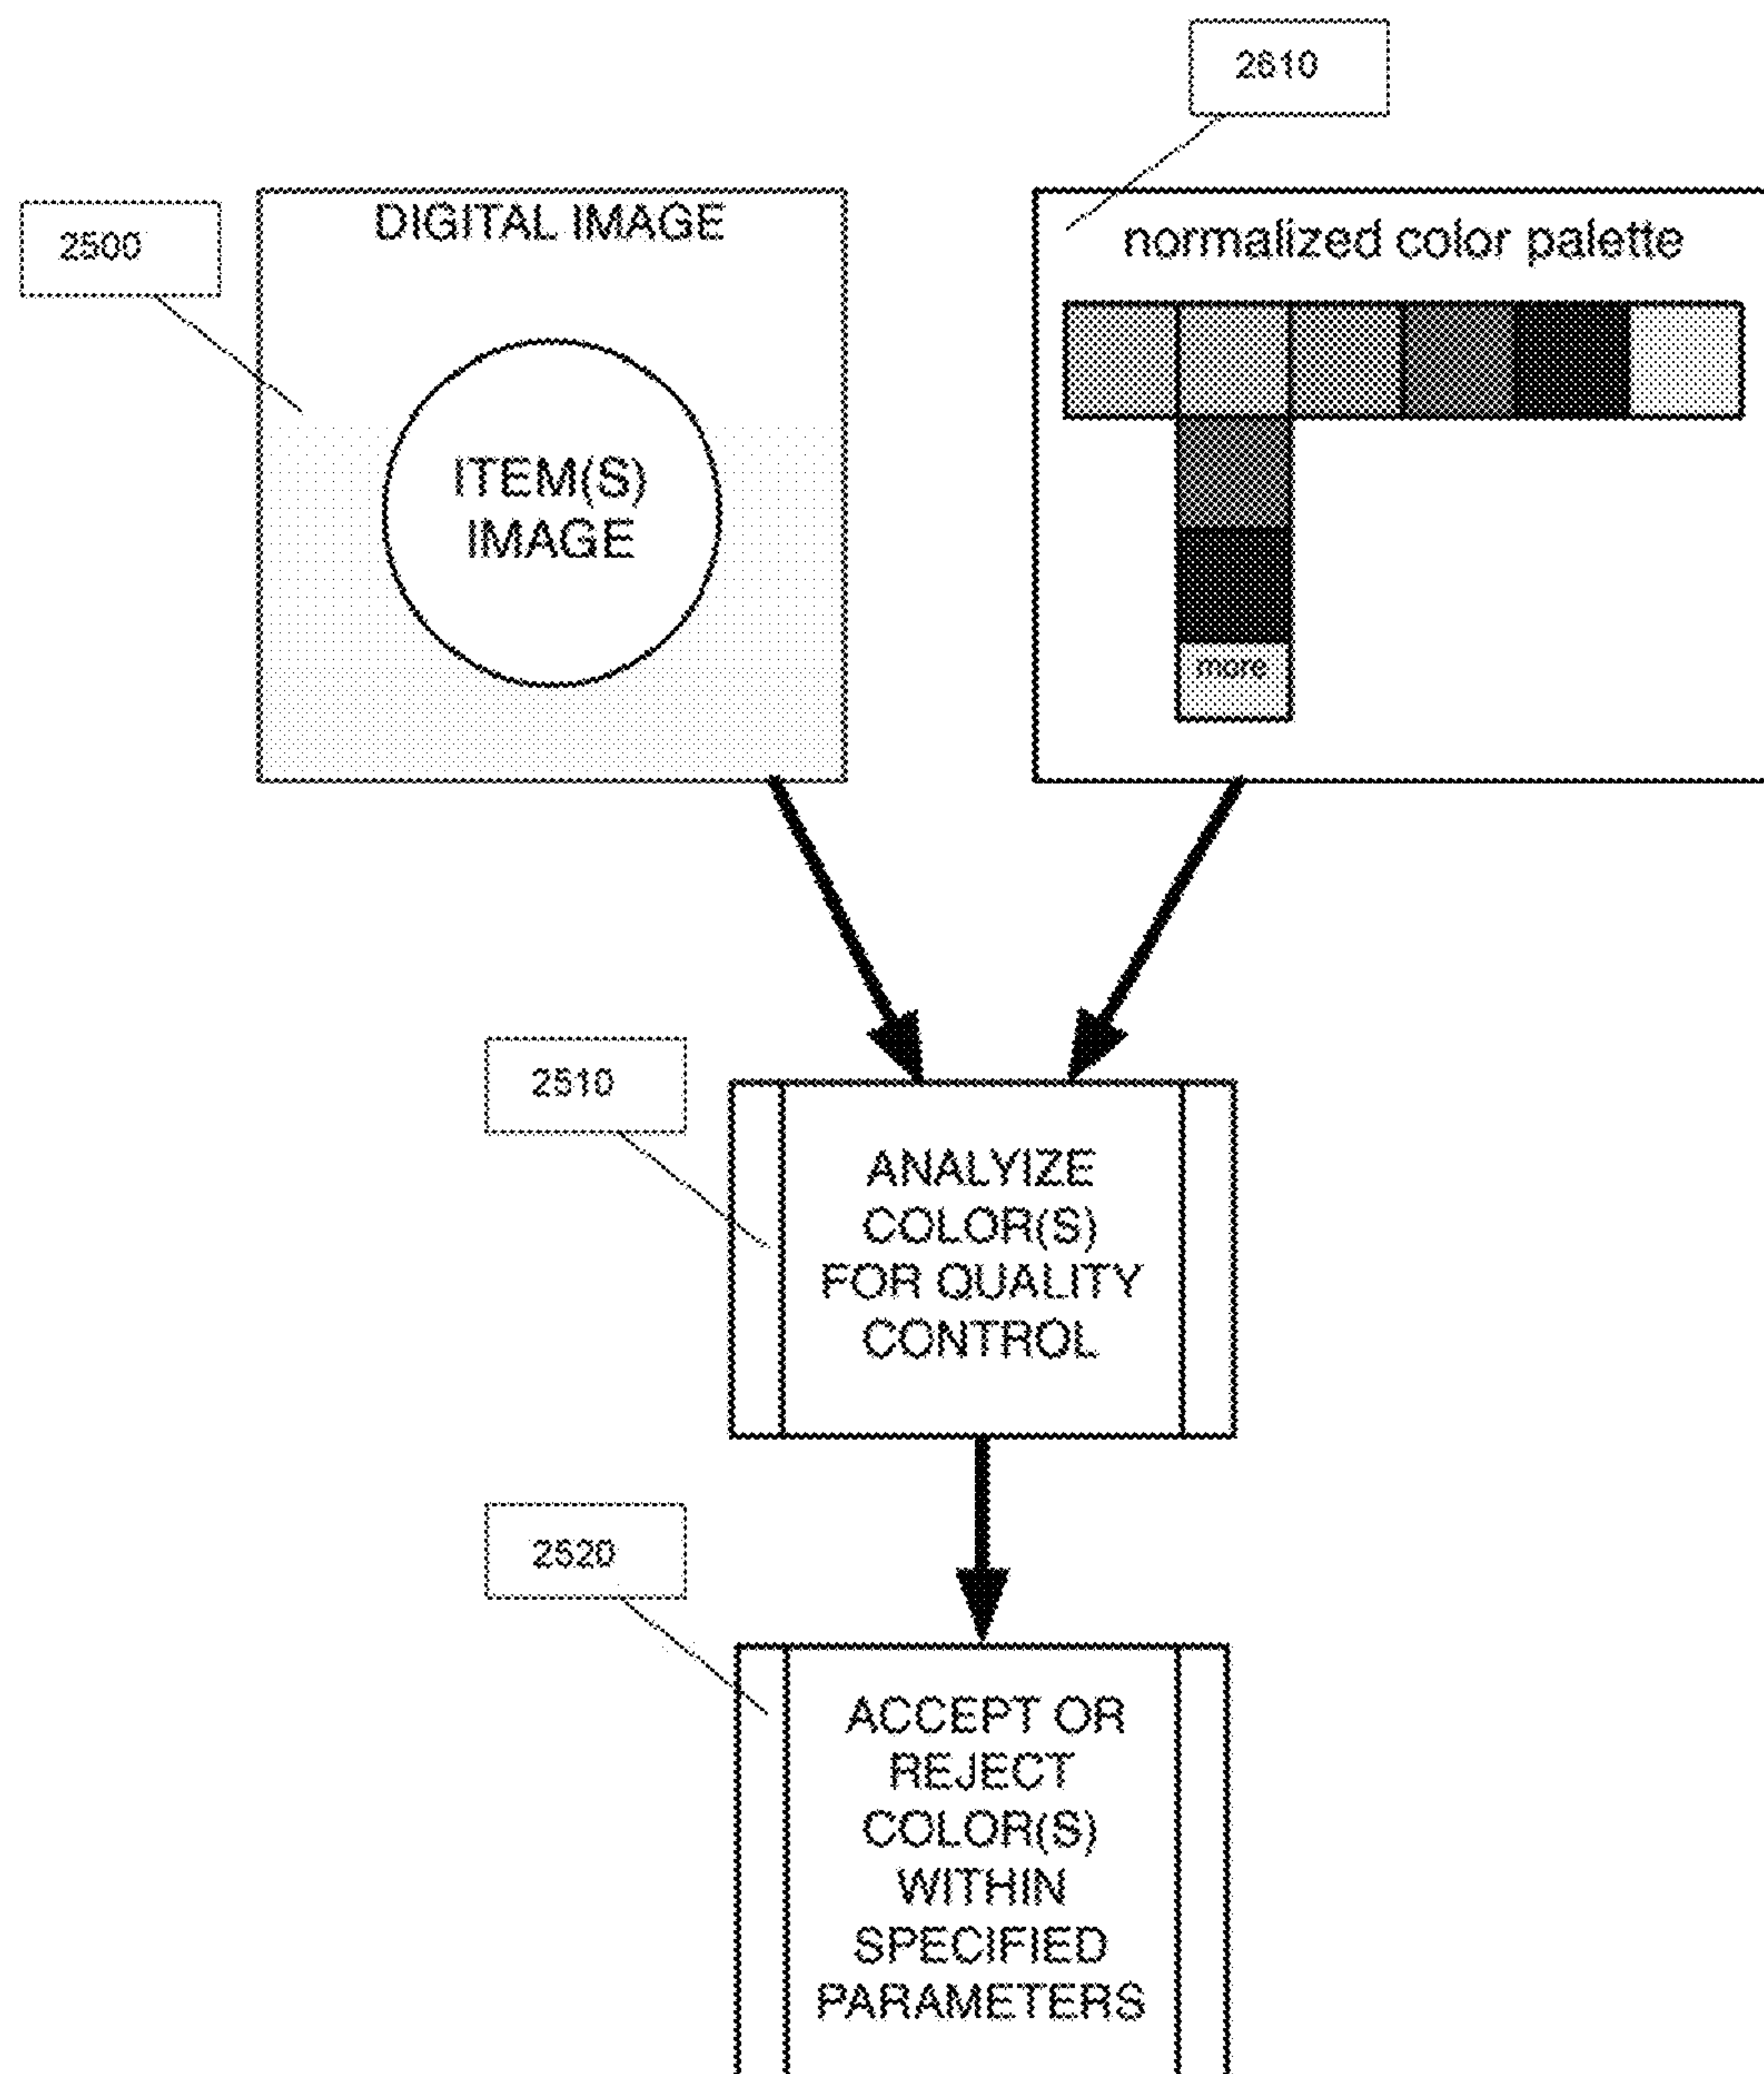 2610
2500
DIGITAL IMAGE
normalized color palette
ITEM(S)
IMAGE
more
2510
ANALYIZE
COLOR(S)
FOR QUALITY
CONTROL
2520
ACCEPT OR
REJECT
COLOR(S)
WITHIN
SPECIFIED
PARAMETERS